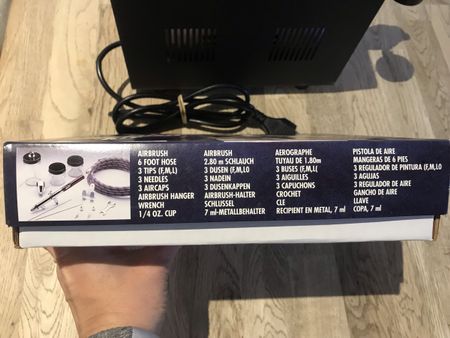 AIRBRUSH
6 FOOT HOSE
3 TIPS (F,M,L)
3 NEEDLES
3 AIRCAPS
AIRBRUSH HANGER
WRENCH
1/4 OZ. CUP
AIRBRUSH
2.80 m SCHLAUCH
3 DUSEN (F,M,LO
3 NADEIN
3 DUSENKAPPEN
AIRBRUSH-HALTER
SCHLUSSEL
7 ml-METALLBEHALTER
AEROGRAPHE
TUYAU DE 1.80m
3 BUSES (F,M,L(
3 AIGUILLES
3 CAPUCHONS
CROCHET
CLE
RECIPIENT EN METAL, 7 ml
PISTOLA DE AIRE
MANGERAS DE 6 PIES
3 REGULADOR DE PINTURA (F,M,LO
3 AGUJAS
3 REGULADOR DE AIRE
GANCHO DE AIRE
LLAVE
COPA, 7 ml